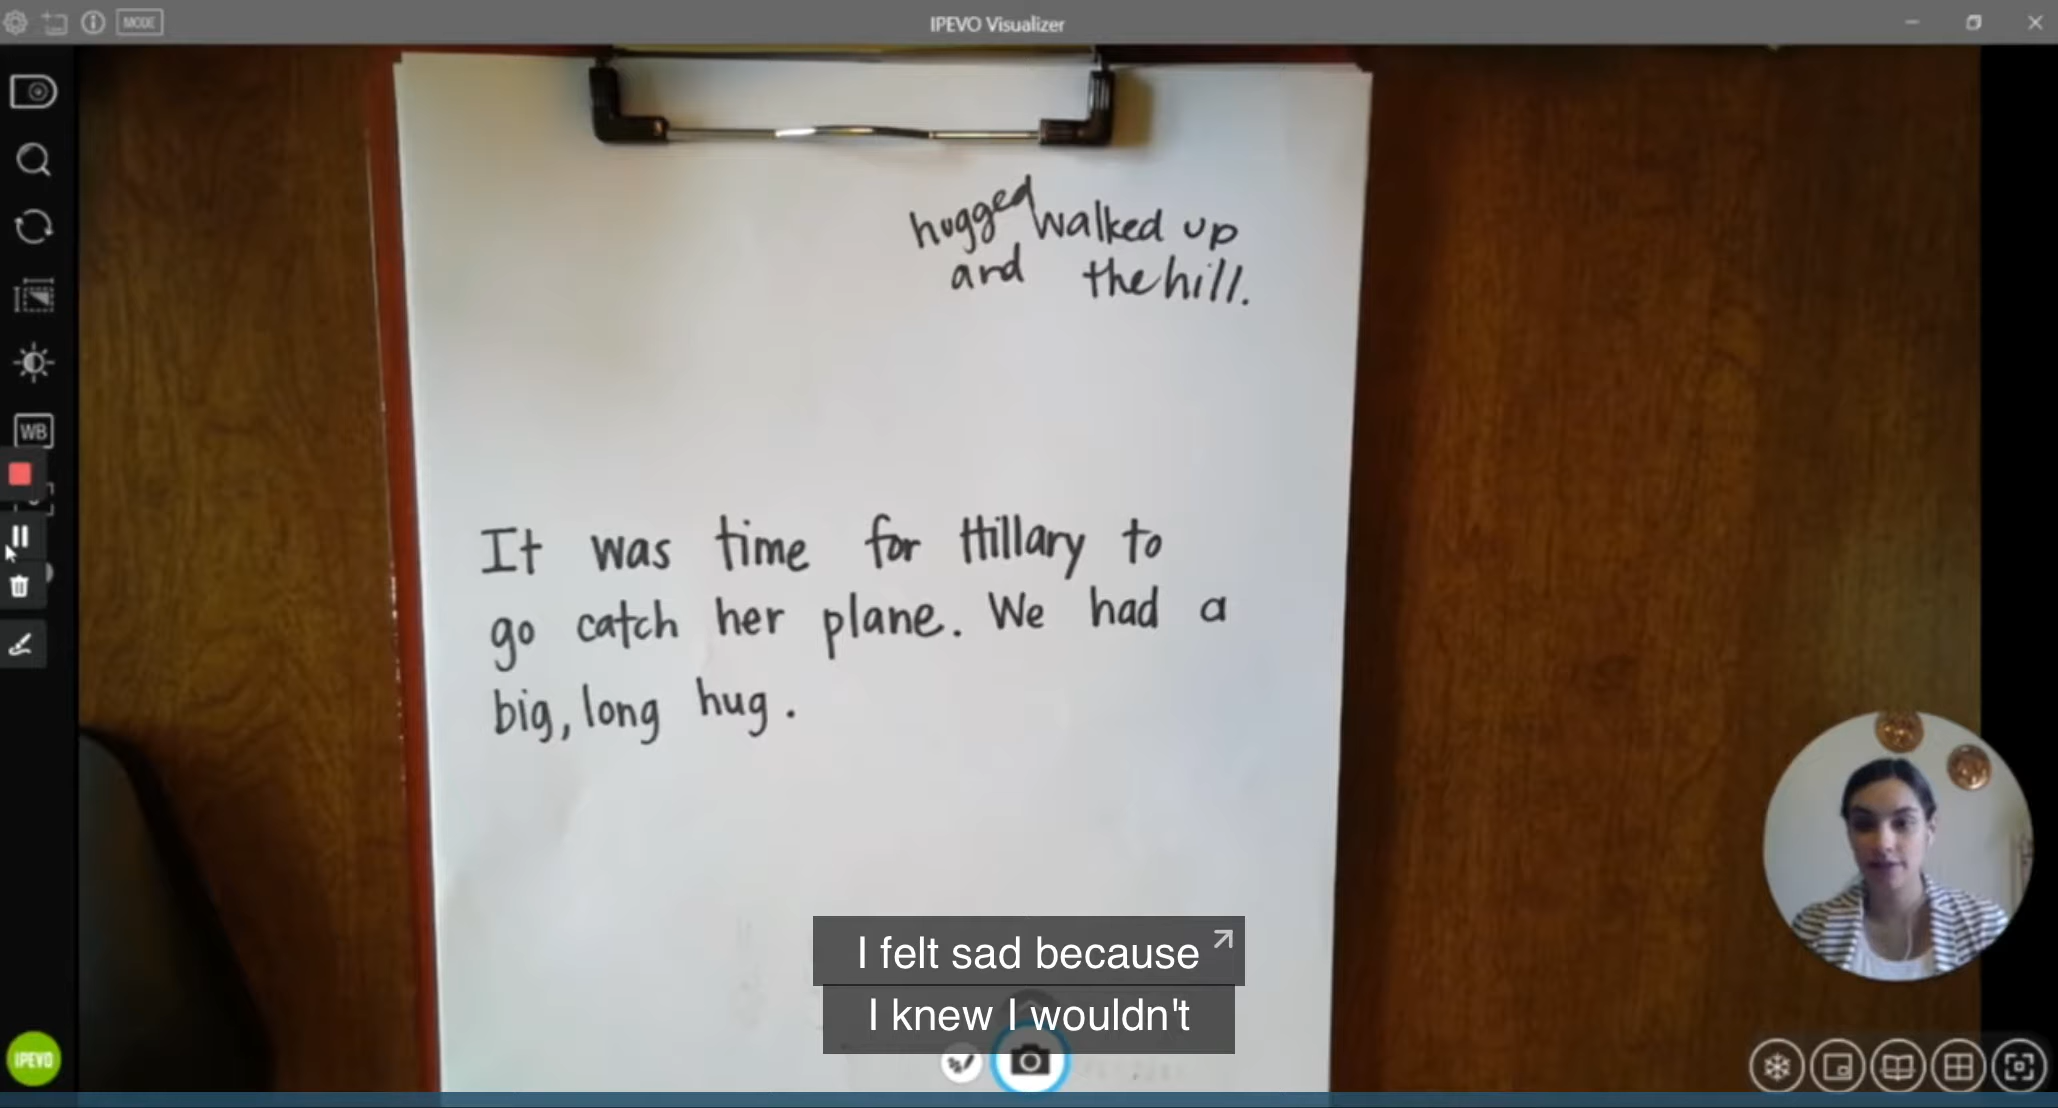 MODE
IPEVO Visualizer
hugged walked up
and the hill.
WB
It was time for Hillary to
go catch her plane. We had a
big, long hug.
I felt sad because
I knew I wouldn't
IPEVO